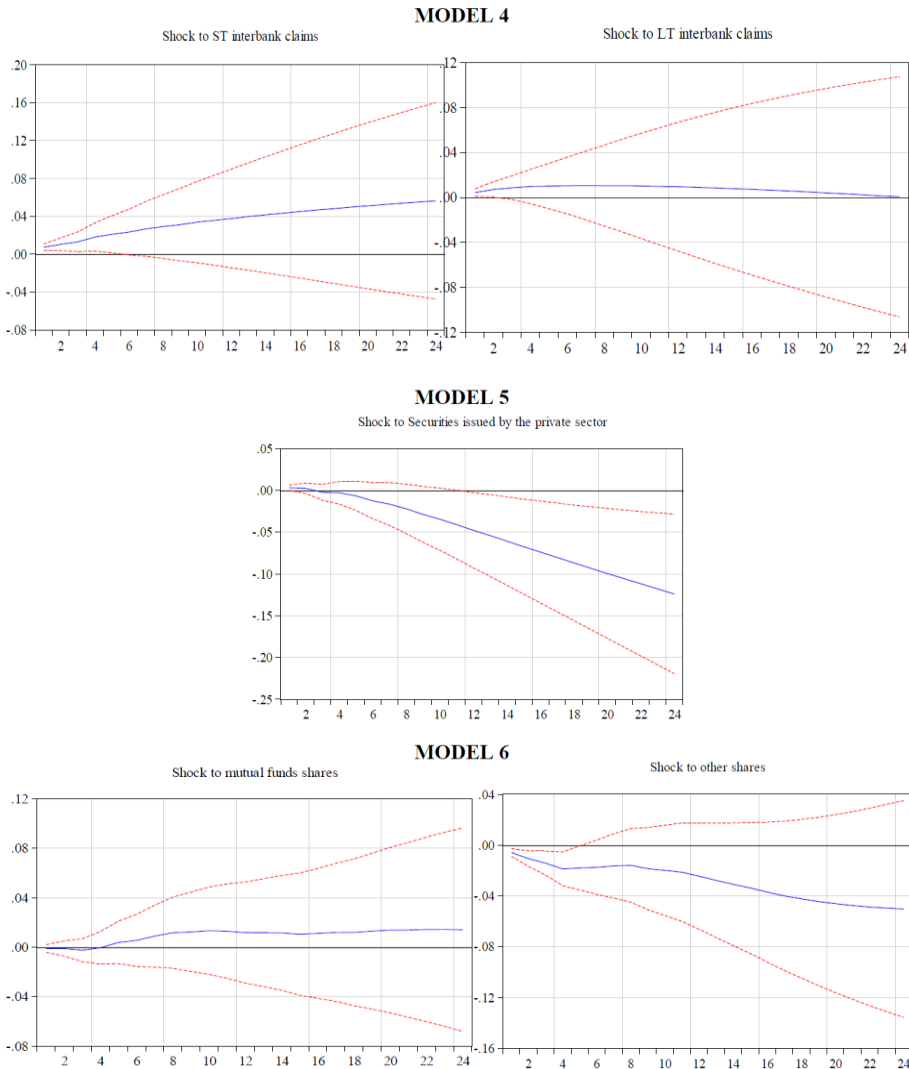 MODEL 4
Shock to ST interbank claims
.20
.16
.12
.08
.04
.00
-.04
-.08
2 4 6 8 10 12 14 16 18 20 22 24
Shock to LT interbank claims
.12
.08
.04
.00
-.04
-.08
-.12
2 4 6 8 10 12 14 16 18 20 22 24
MODEL 5
Shock to Securities issued by the private sector
.05
.00
-.05
-.10
-.15
-.20
-.25
2 4 6 8 10 12 14 16 18 20 22 24
MODEL 6
Shock to mutual funds shares
.12
.08
.04
.00
-.04
-.08
2 4 6 8 10 12 14 16 18 20 22 24
Shock to other shares
.04
.00
-.04
-.08
-.12
-.16
2 4 6 8 10 12 14 16 18 20 22 24